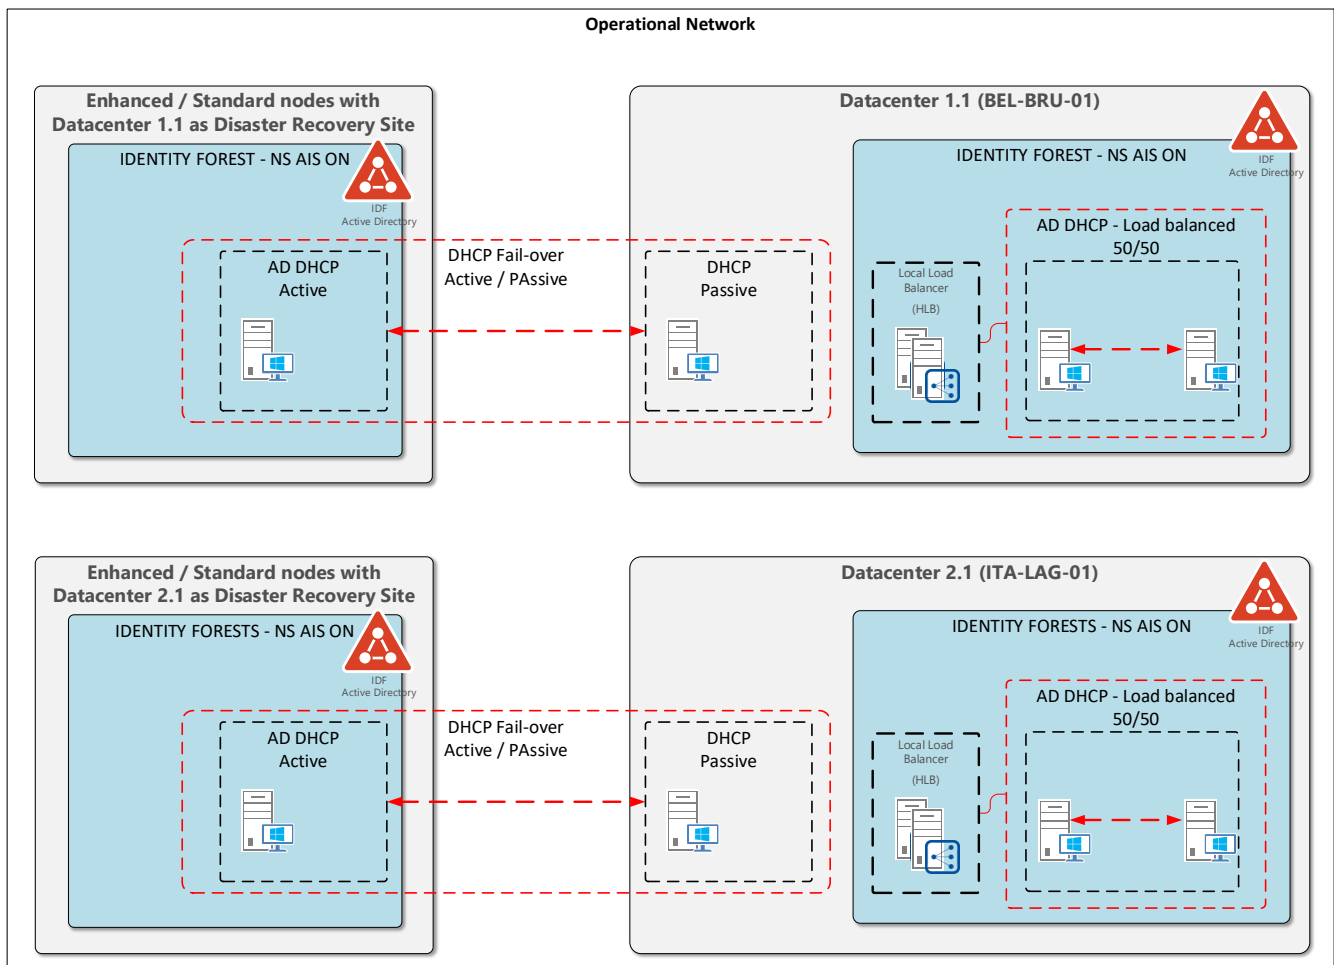 Operational Network
Enhanced / Standard nodes with
Datacenter 1.1 as Disaster Recovery Site
IDENTITY FOREST - NS AIS ON
IDF
Active Directory
AD DHCP
Active
DHCP Fail-over
Active / PAssive
Datacenter 1.1 (BEL-BRU-01)
DHCP
Passive
IDENTITY FOREST - NS AIS ON
IDF
Active Directory
Local Load
Balancer
(HLB)
AD DHCP - Load balanced
50/50
Enhanced / Standard nodes with
Datacenter 2.1 as Disaster Recovery Site
IDENTITY FORESTS - NS AIS ON
IDF
Active Directory
AD DHCP
Active
DHCP Fail-over
Active / PAssive
Datacenter 2.1 (ITA-LAG-01)
DHCP
Passive
IDENTITY FORESTS - NS AIS ON
IDF
Active Directory
Local Load
Balancer
(HLB)
AD DHCP - Load balanced
50/50